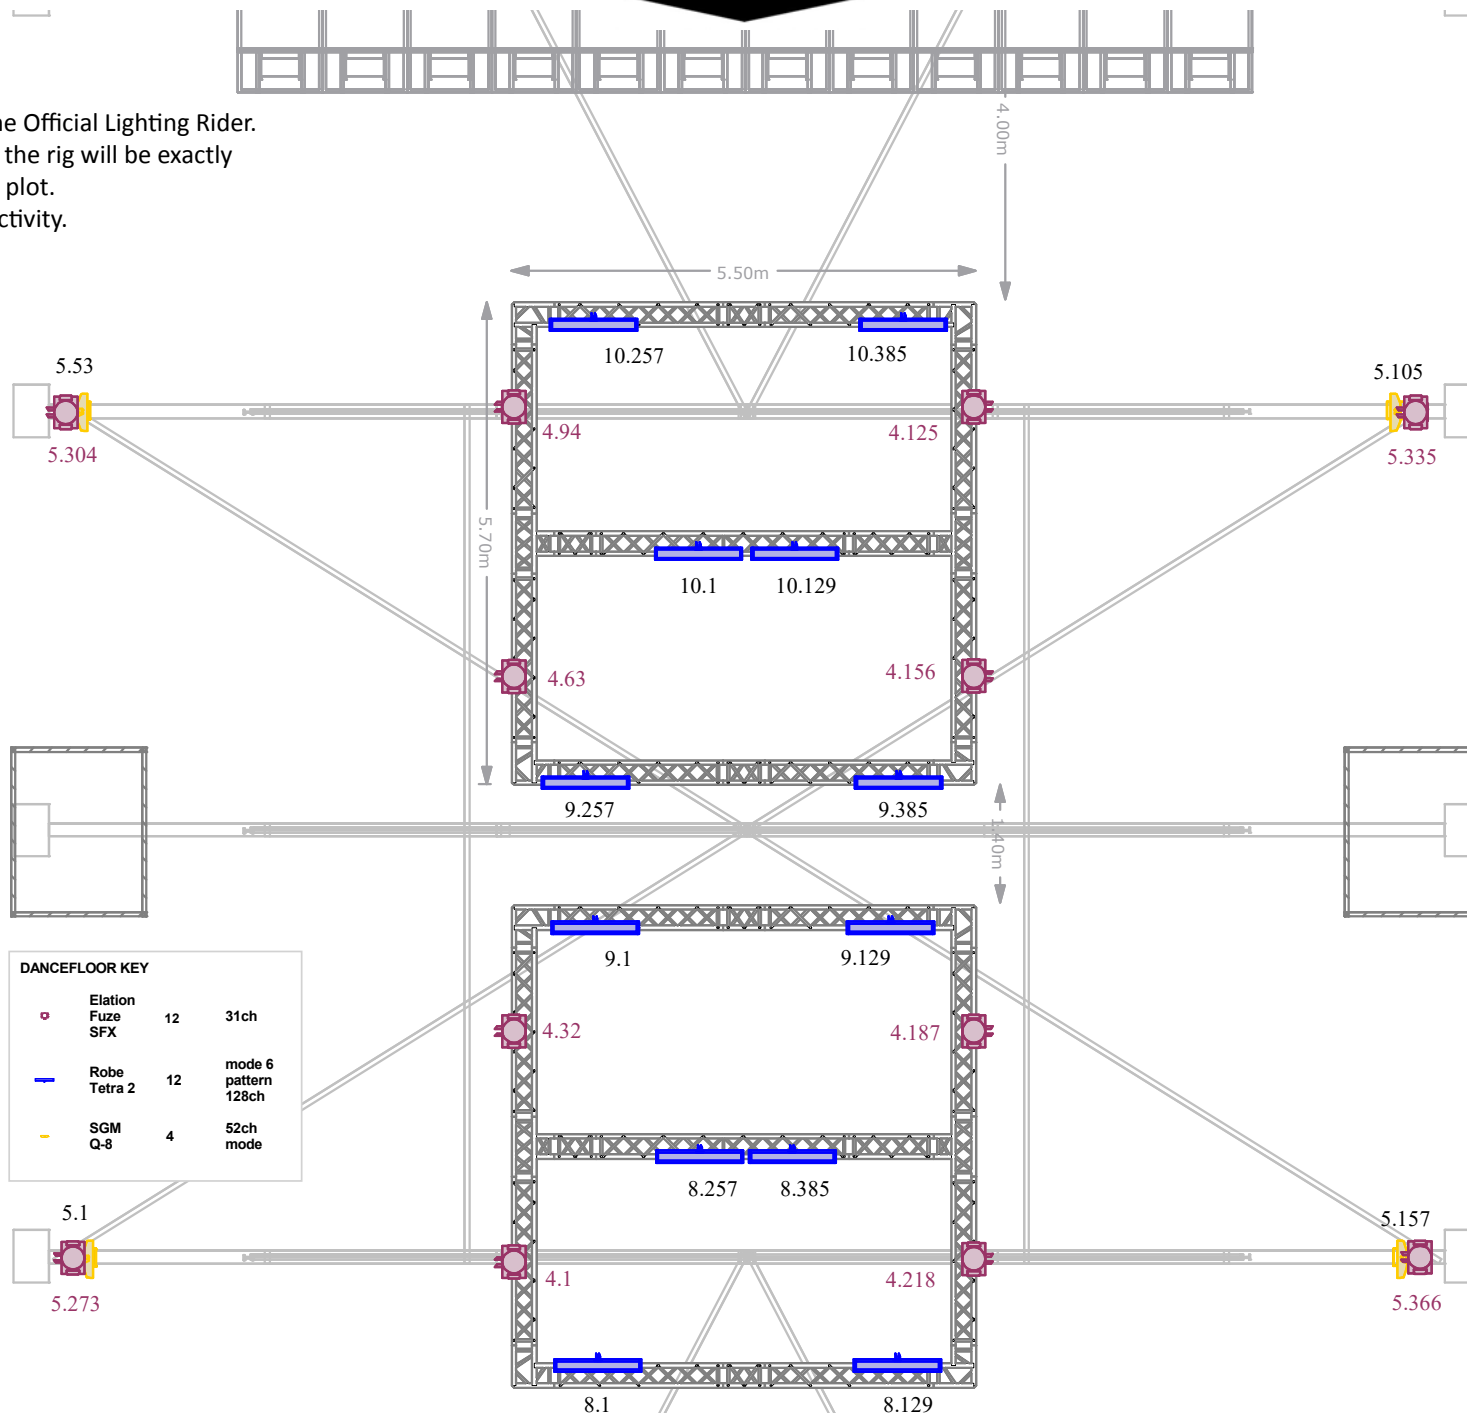 ne Official Lighting Rider.
the rig will be exactly
plot.
ctivity.
4.00m
5.50m
10.257
10.385
5.53
5.105
4.94
4.125
5.304
5.335
5.70m
10.1
10.129
4.63
4.156
9.257
9.385
1.40m
9.1
9.129
DANCEFLOOR KEY
Elation
Fuze 12 31ch
SFX
Robe mode 6
Tetra 2 12 pattern
128ch
SGM 4 52ch
Q-8 mode
4.32
4.187
8.257
8.385
5.1
5.157
4.1
4.218
5.273
5.366
8.1
8.129